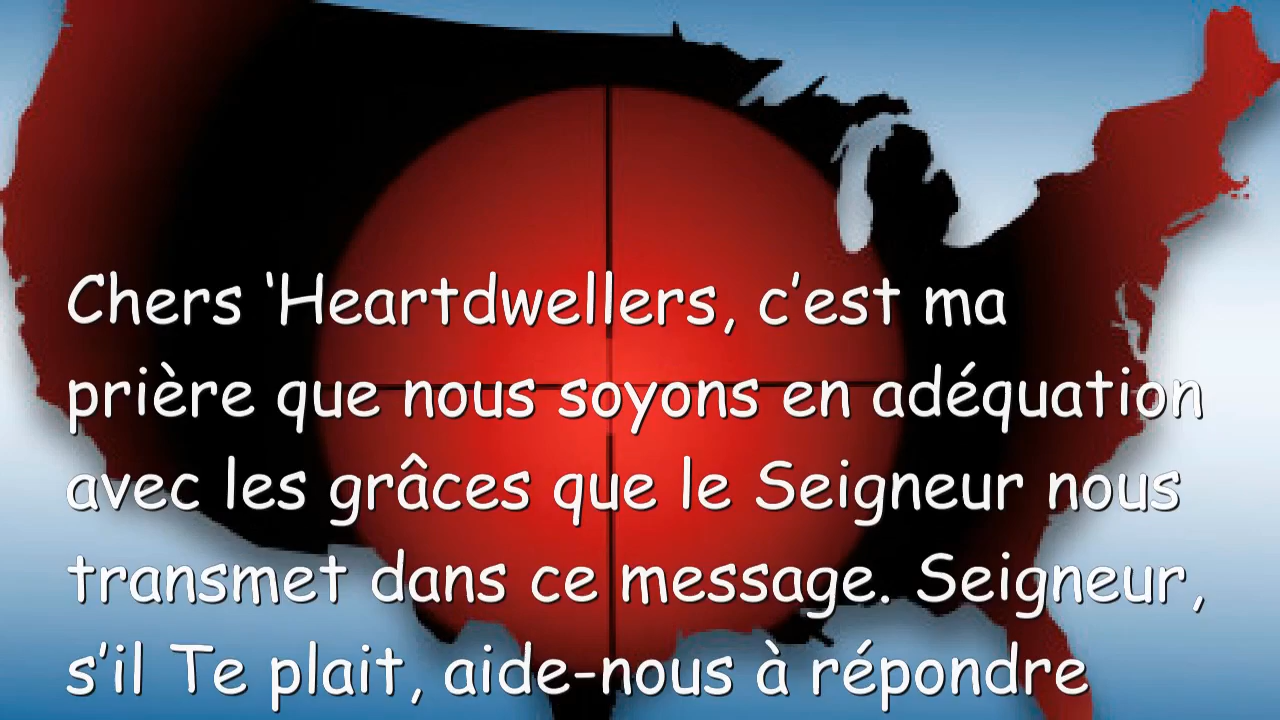 Chers ‘Heartdwellers, c’est ma
prière que nous soyons en adéquation
avec les grâces que le Seigneur nous
transmet dans ce message. Seigneur,
s’il Te plait, aide-nous à répondre